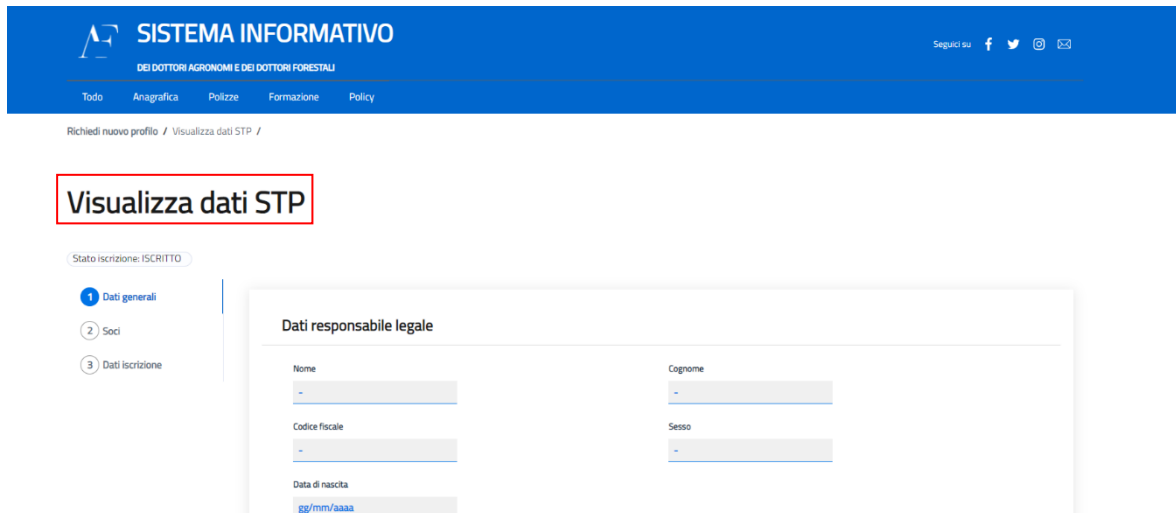 SISTEMA INFORMATIVO
DEI DOTTORI AGRONOMI E DEI DOTTORI FORESTALI
Seguici su
Todo Anagrafica Polizze Formazione Policy
Richiedi nuovo profilo / Visualizza dati STP /
Visualizza dati STP
Stato iscrizione: ISCRITTO
1 Dati generali
2 Soci
3 Dati iscrizione
Dati responsabile legale
Nome Cognome
- -
Codice fiscale Sesso
- -
Data di nascita
gg/mm/aaaa